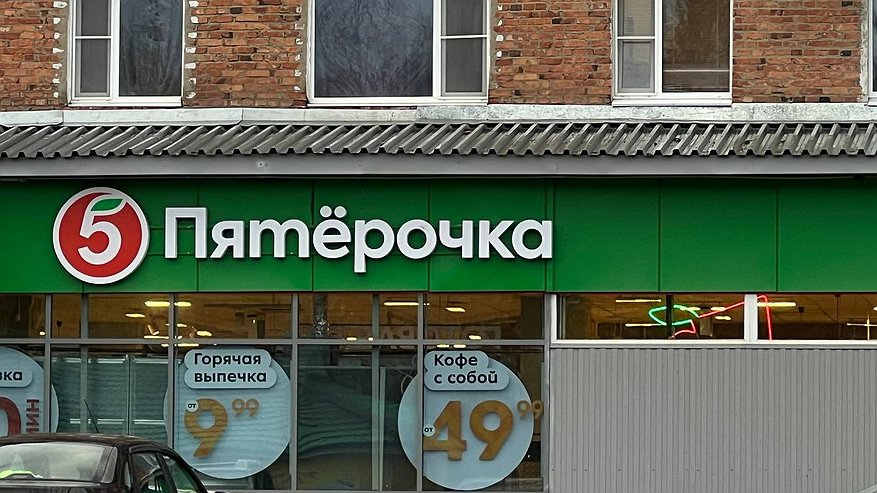 5 Пятёрочка
Горячая
выпечка
от 9 99
Кофе
с собой
от 49 99